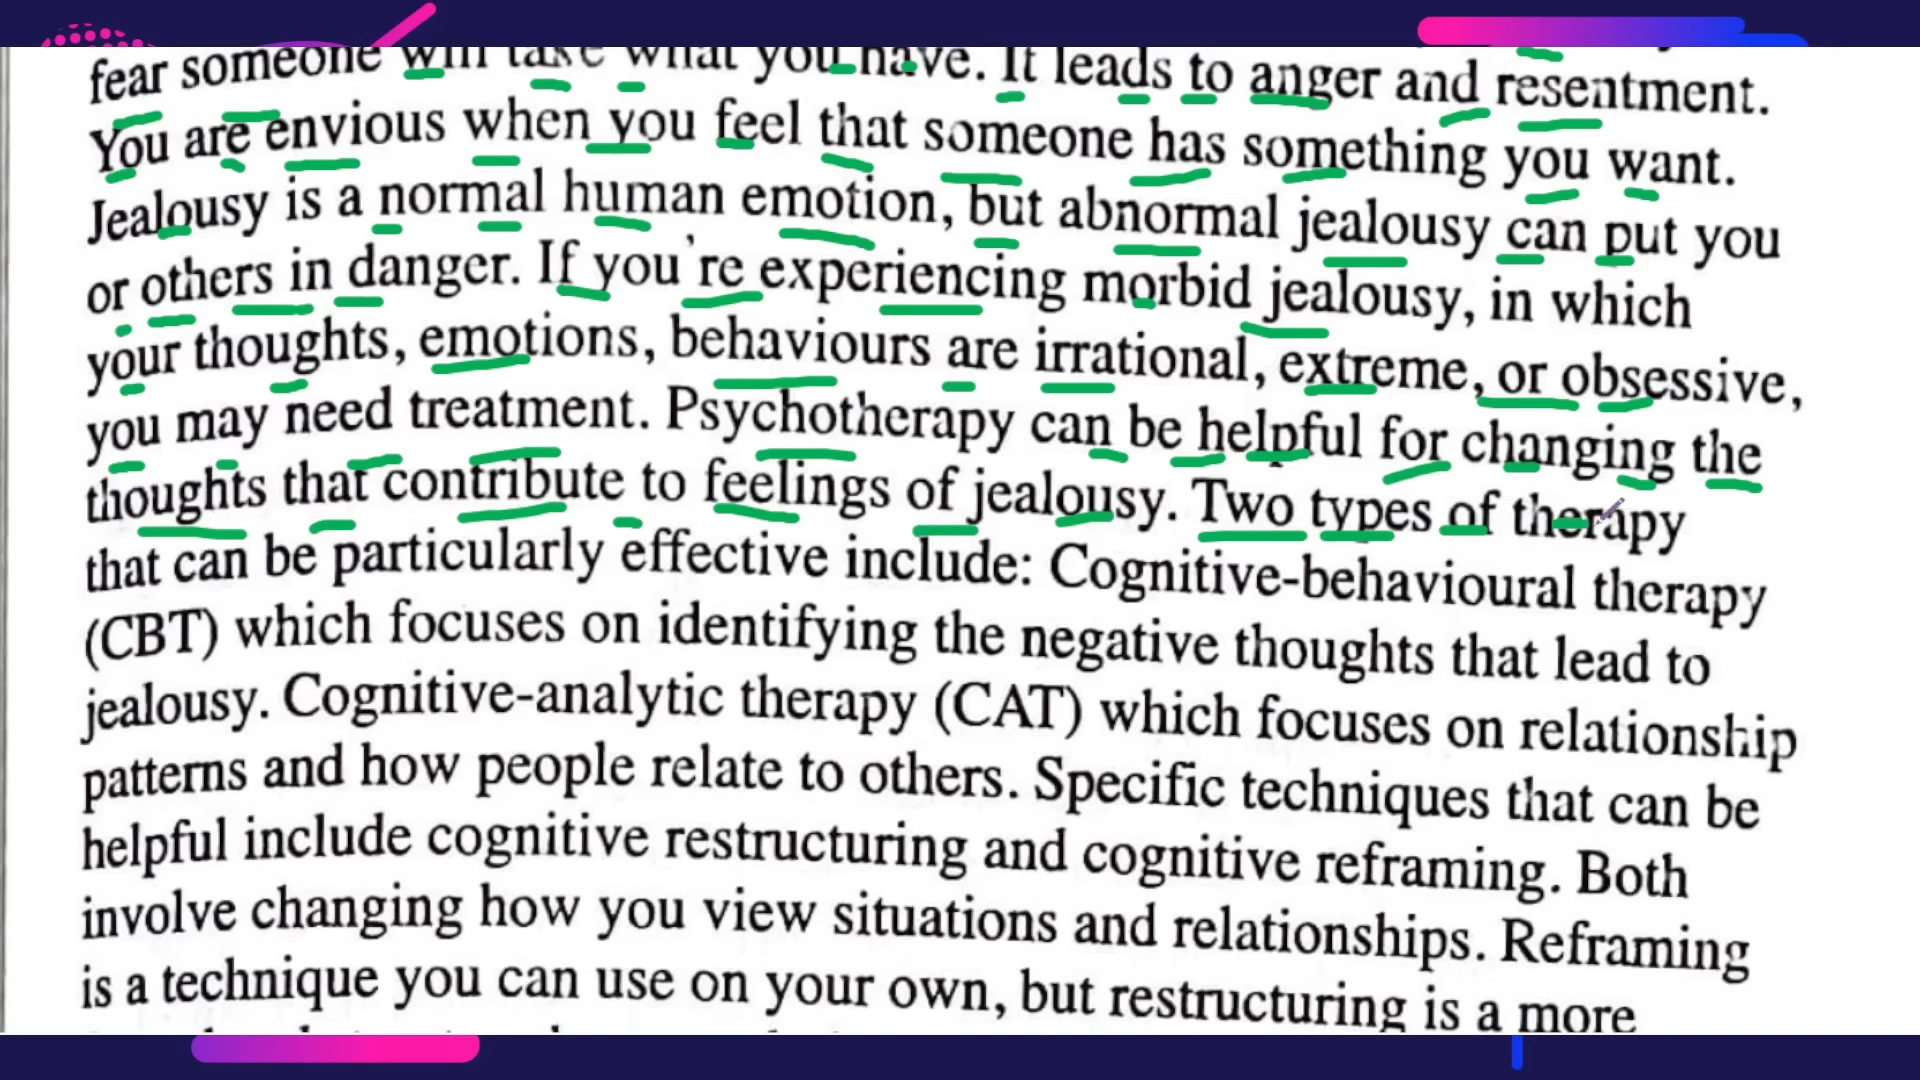 fear someone will take what you have. It leads to anger and resentment.
You are envious when you feel that someone has something you want.
Jealousy is a normal human emotion, but abnormal jealousy can put you
or others in danger. If you're experiencing morbid jealousy, in which
your thoughts, emotions, behaviours are irrational, extreme, or obsessive,
you may need treatment. Psychotherapy can be helpful for changing the
thoughts that contribute to feelings of jealousy. Two types of therapy
that can be particularly effective include: Cognitive-behavioural therapy
(CBT) which focuses on identifying the negative thoughts that lead to
jealousy. Cognitive-analytic therapy (CAT) which focuses on relationship
patterns and how people relate to others. Specific techniques that can be
helpful include cognitive restructuring and cognitive reframing. Both
involve changing how you view situations and relationships. Reframing
is a technique you can use on your own, but restructuring is a more